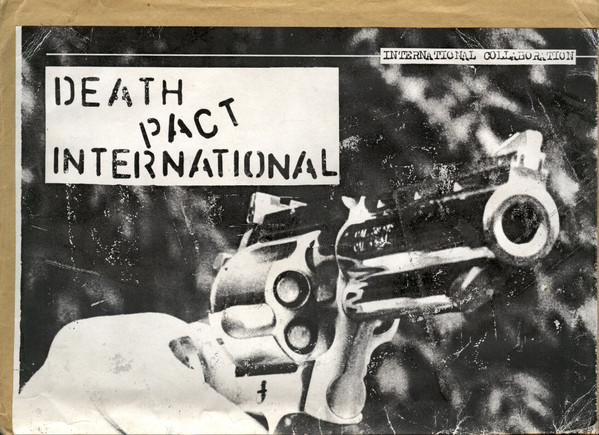 INTERNATIONAL COLLABORATION
DEATH
PACT
INTERNATIONAL